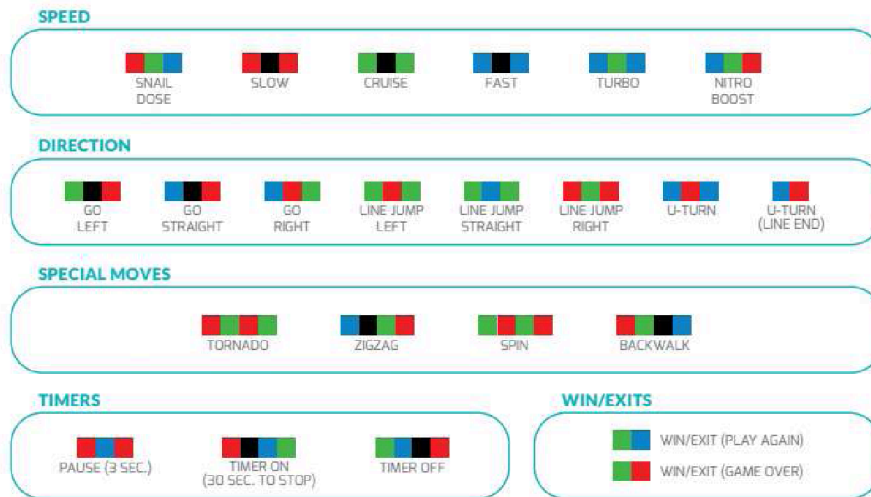 SPEED
SNAIL DOSE
SLOW
CRUISE
FAST
TURBO
NITRO BOOST
DIRECTION
GO LEFT
GO STRAIGHT
GO RIGHT
LINE JUMP LEFT
LINE JUMP STRAIGHT
LINE JUMP RIGHT
U-TURN
U-TURN (LINE END)
SPECIAL MOVES
TORNADO
ZIGZAG
SPIN
BACKWALK
TIMERS
PAUSE (3 SEC.)
TIMER ON (30 SEC. TO STOP)
TIMER OFF
WIN/EXITS
WIN/EXIT (PLAY AGAIN)
WIN/EXIT (GAME OVER)